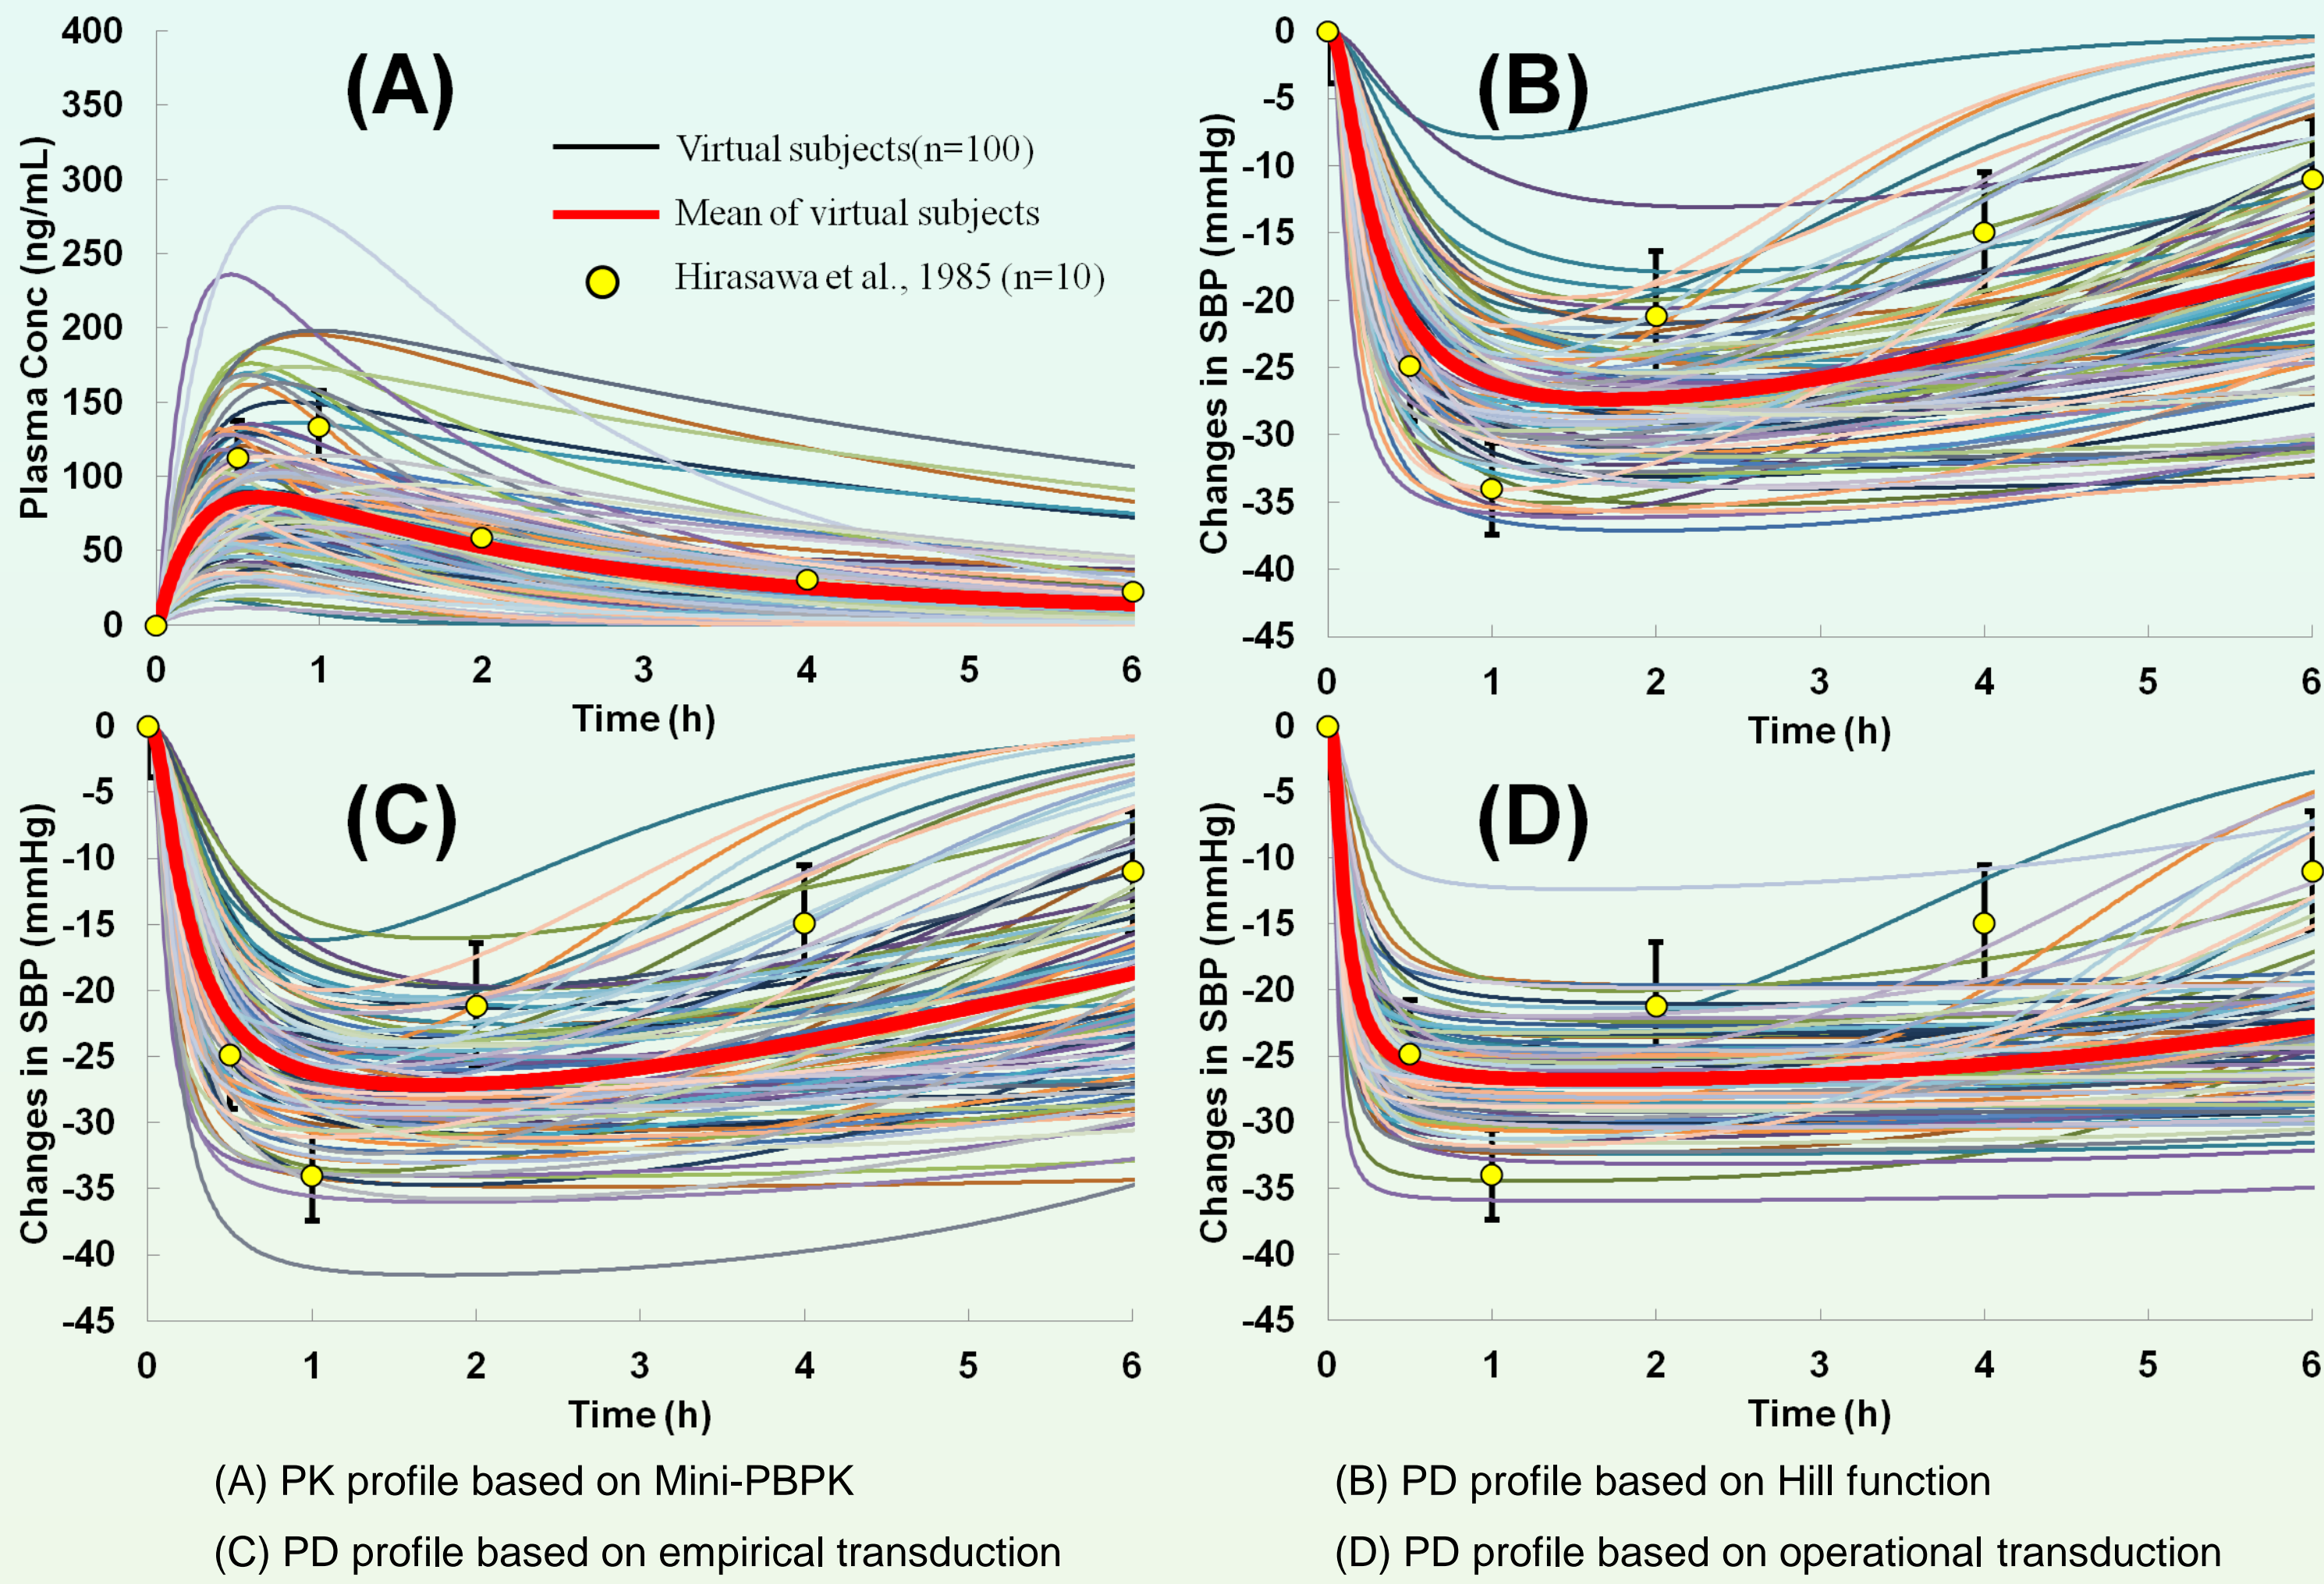 400
350
300
250
200
150
100
50
0
Plasma Conc (ng/mL)
(A)
Virtual subjects(n=100)
Mean of virtual subjects
Hirasawa et al., 1985 (n=10)
0 1 2 3 4 5 6
Time (h)
0
-5
-10
-15
-20
-25
-30
-35
-40
-45
Changes in SBP (mmHg)
(B)
0 1 2 3 4 5 6
Time (h)
0
-5
-10
-15
-20
-25
-30
-35
-40
-45
Changes in SBP (mmHg)
(C)
0 1 2 3 4 5 6
Time (h)
0
-5
-10
-15
-20
-25
-30
-35
-40
-45
Changes in SBP (mmHg)
(D)
0 1 2 3 4 5 6
Time (h)
(A) PK profile based on Mini-PBPK
(B) PD profile based on Hill function
(C) PD profile based on empirical transduction
(D) PD profile based on operational transduction